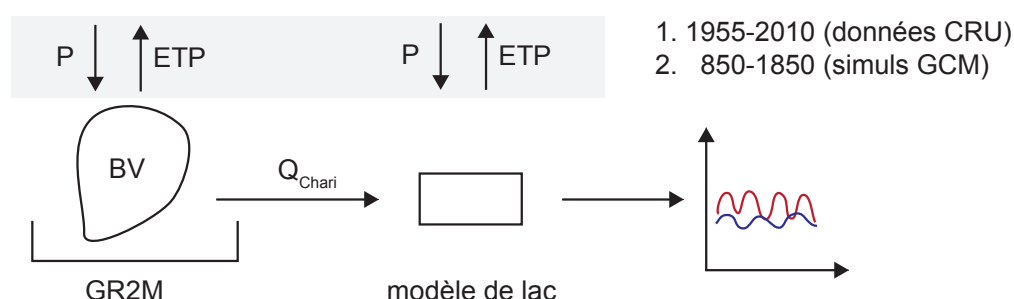 P ETP P ETP
1. 1955-2010 (données CRU)
2. 850-1850 (simuls GCM)
BV
QChari
GR2M
modèle de lac